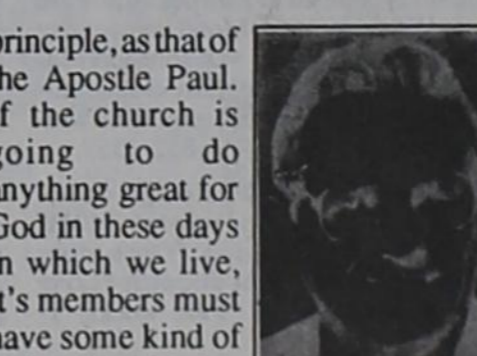 principle, as that of
he Apostle Paul.
f the church is
going to do
anything great for
God in these days
n which we live,
t's members must
have some kind of